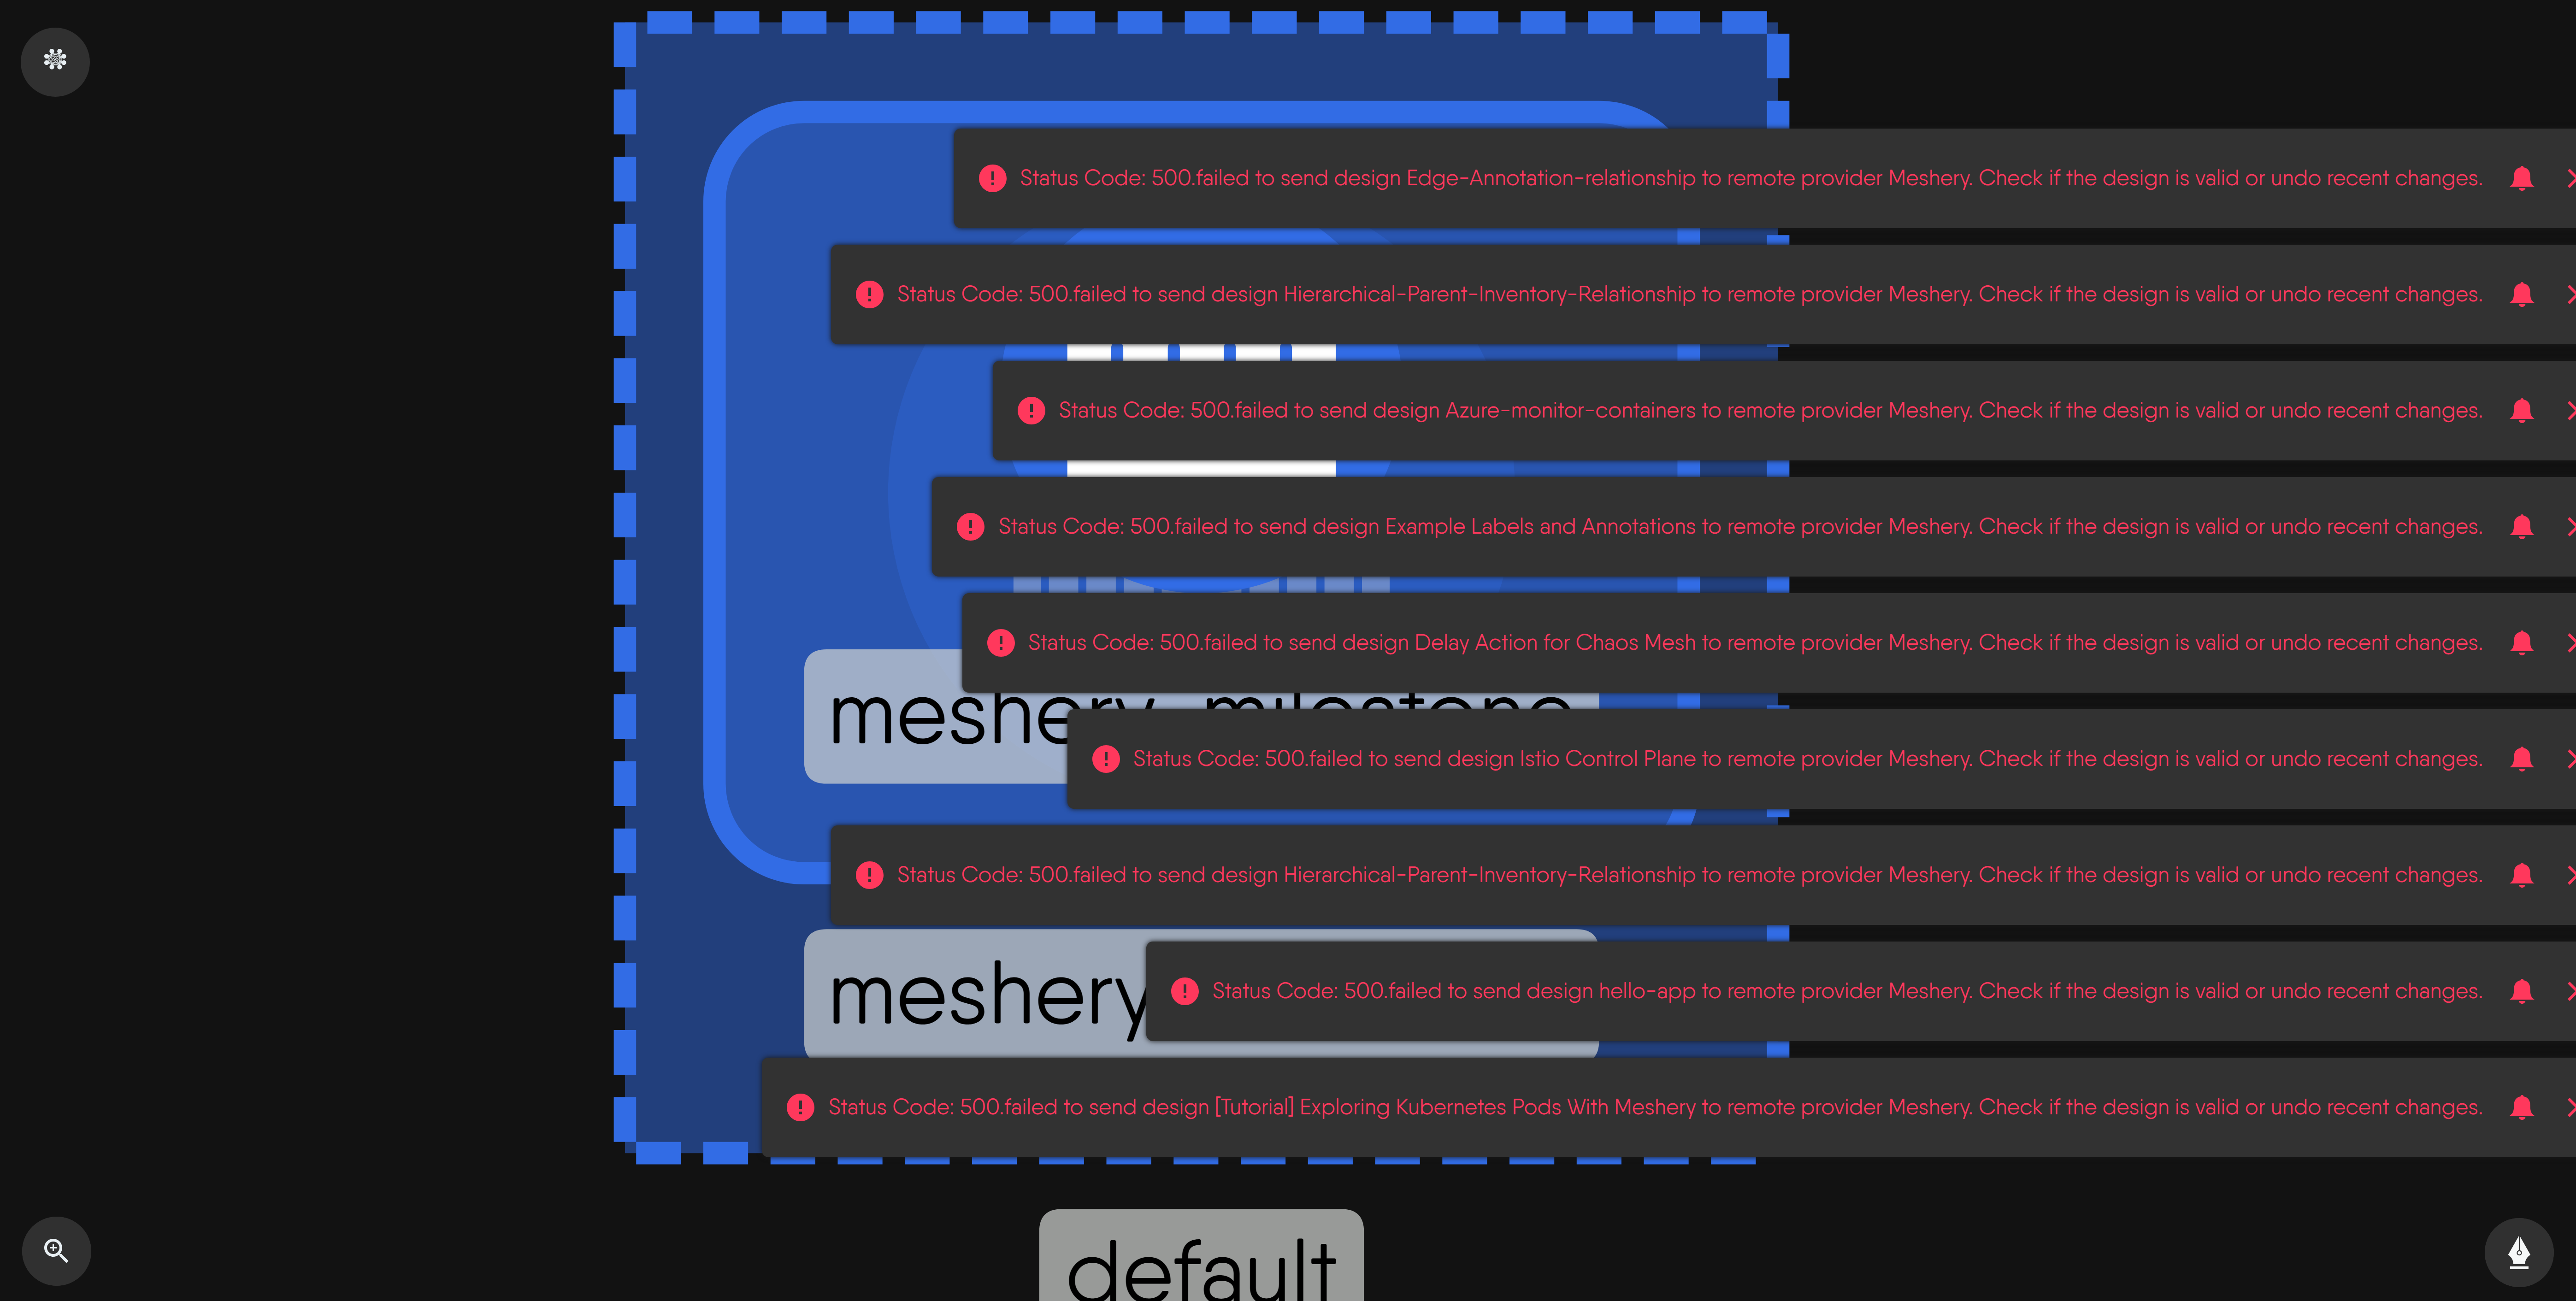 Status Code: 500.failed to send design Edge-Annotation-relationship to remote provider Meshery. Check if the design is valid or undo recent changes.
Status Code: 500.failed to send design Hierarchical-Parent-Inventory-Relationship to remote provider Meshery. Check if the design is valid or undo recent changes.
Status Code: 500.failed to send design Azure-monitor-containers to remote provider Meshery. Check if the design is valid or undo recent changes.
Status Code: 500.failed to send design Example Labels and Annotations to remote provider Meshery. Check if the design is valid or undo recent changes.
Status Code: 500.failed to send design Delay Action for Chaos Mesh to remote provider Meshery. Check if the design is valid or undo recent changes.
meshery-milestone
Status Code: 500.failed to send design Istio Control Plane to remote provider Meshery. Check if the design is valid or undo recent changes.
Status Code: 500.failed to send design Hierarchical-Parent-Inventory-Relationship to remote provider Meshery. Check if the design is valid or undo recent changes.
meshery
Status Code: 500.failed to send design hello-app to remote provider Meshery. Check if the design is valid or undo recent changes.
Status Code: 500.failed to send design [Tutorial] Exploring Kubernetes Pods With Meshery to remote provider Meshery. Check if the design is valid or undo recent changes.
default